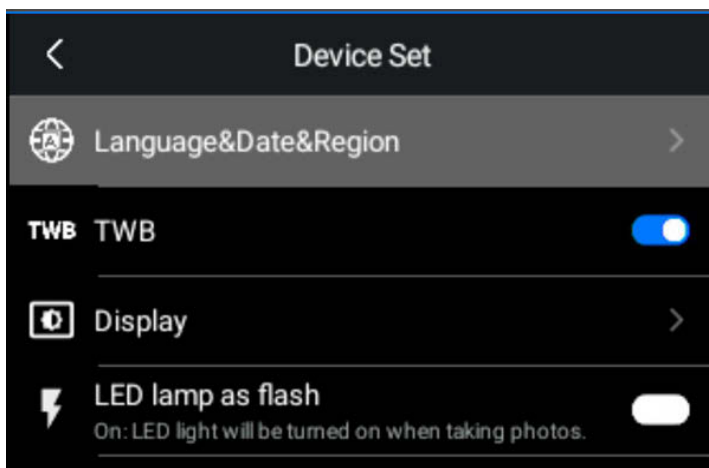 Device Set
Language&Date&Region
TWB TWB
Display
LED lamp as flash
On: LED light will be turned on when taking photos.